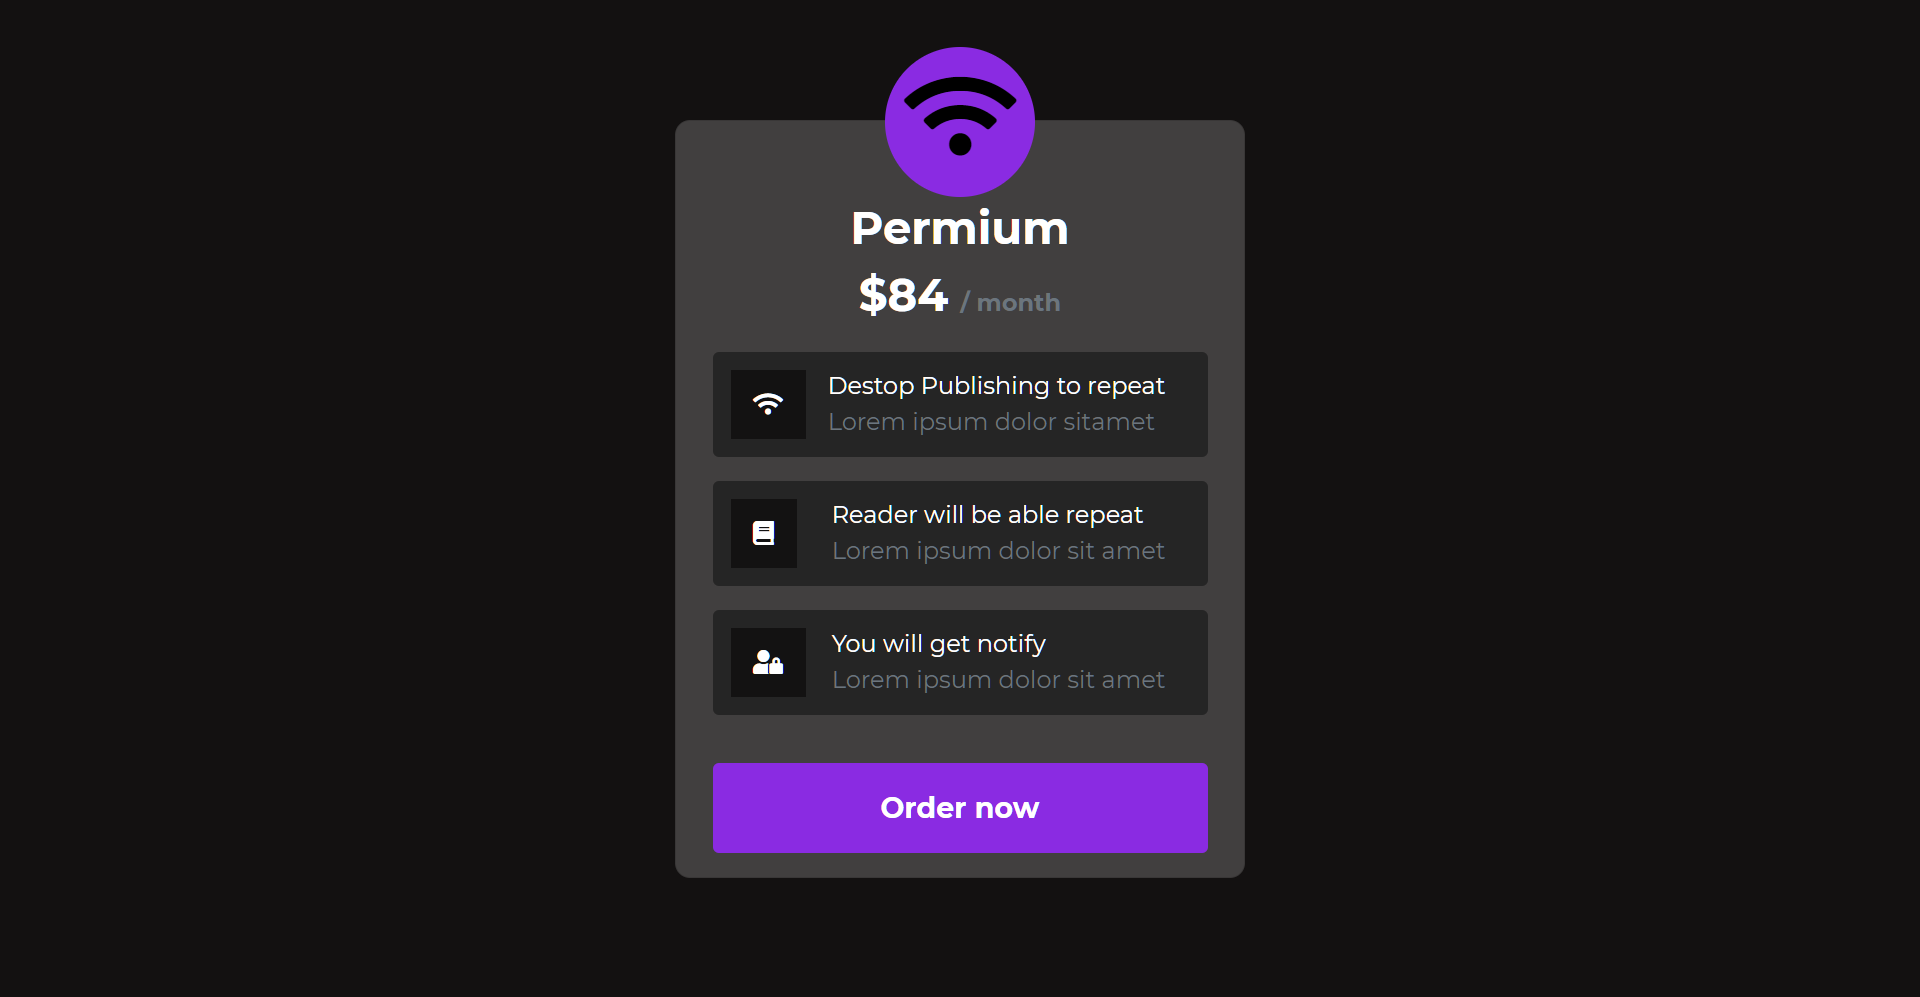 Permium
$84 / month
Destop Publishing to repeat
Lorem ipsum dolor sitamet
Reader will be able repeat
Lorem ipsum dolor sit amet
You will get notify
Lorem ipsum dolor sit amet
Order now